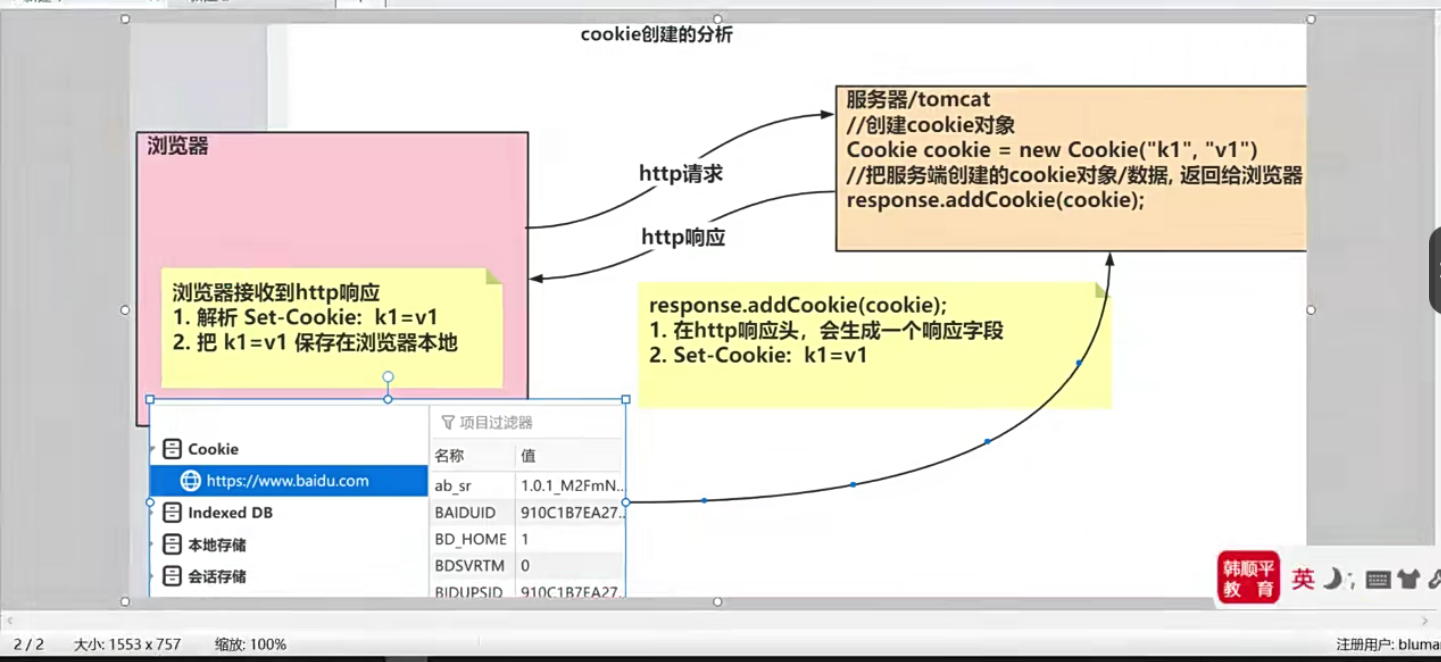 cookie创建的分析
服务器/tomcat
//创建cookie对象
Cookie cookie = new Cookie("k1", "v1")
//把服务端创建的cookie对象/数据, 返回给浏览器
response.addCookie(cookie);
浏览器
http请求
http响应
浏览器接收到http响应
1. 解析 Set-Cookie: k1=v1
2. 把 k1=v1 保存在浏览器本地
response.addCookie(cookie);
1. 在http响应头，会生成一个响应字段
2. Set-Cookie: k1=v1
Cookie
https://www.baidu.com
Indexed DB
本地存储
会话存储
项目过滤器
名称 值
ab_sr 1.0.1_M2FmN...
BAIDUID 910C1B7EA27...
BD_HOME 1
BDSVRTM 0
BIDUPSID 910C1B7EA27...
韩顺平
教 育
英
2 / 2 大小: 1553 x 757 缩放: 100% 注册用户: bluma